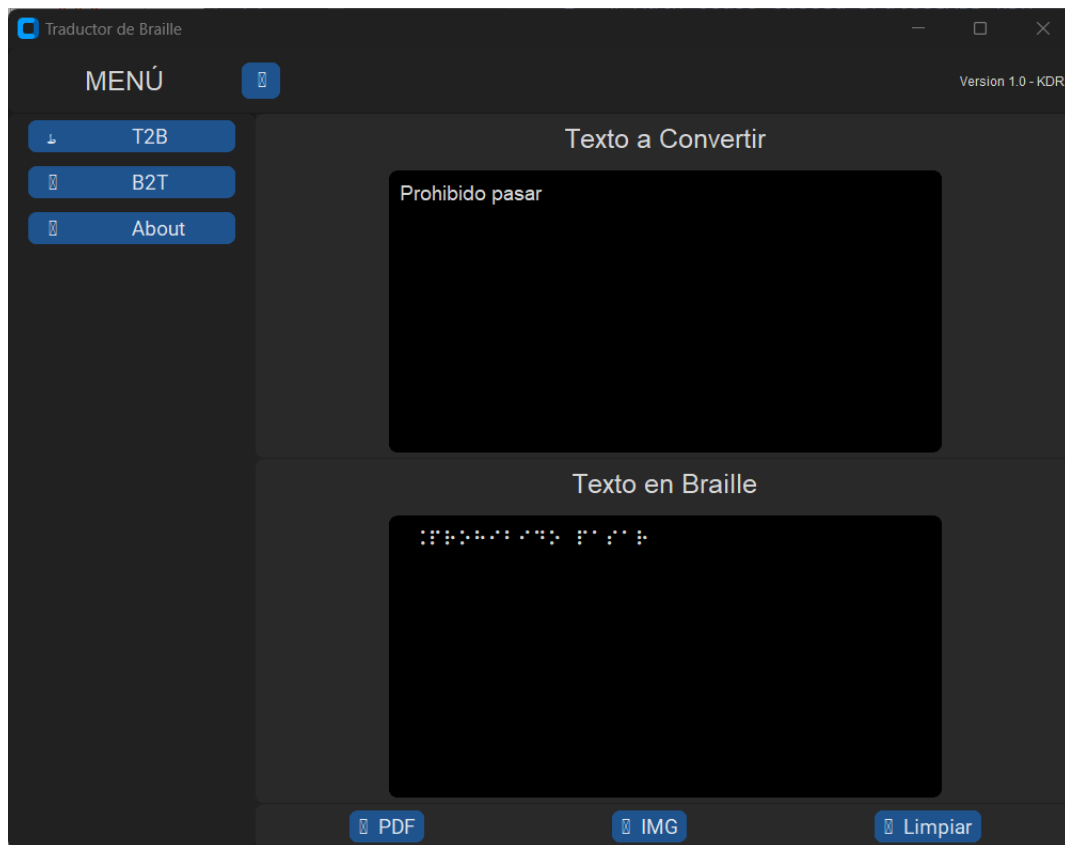 Traductor de Braille
MENÚ
Version 1.0 - KDR
T2B
B2T
About
Texto a Convertir
Prohibido pasar
Texto en Braille
⠨⠏⠗⠕⠓⠊⠃⠊⠙⠕ ⠏⠁⠎⠁⠗
PDF
IMG
Limpiar